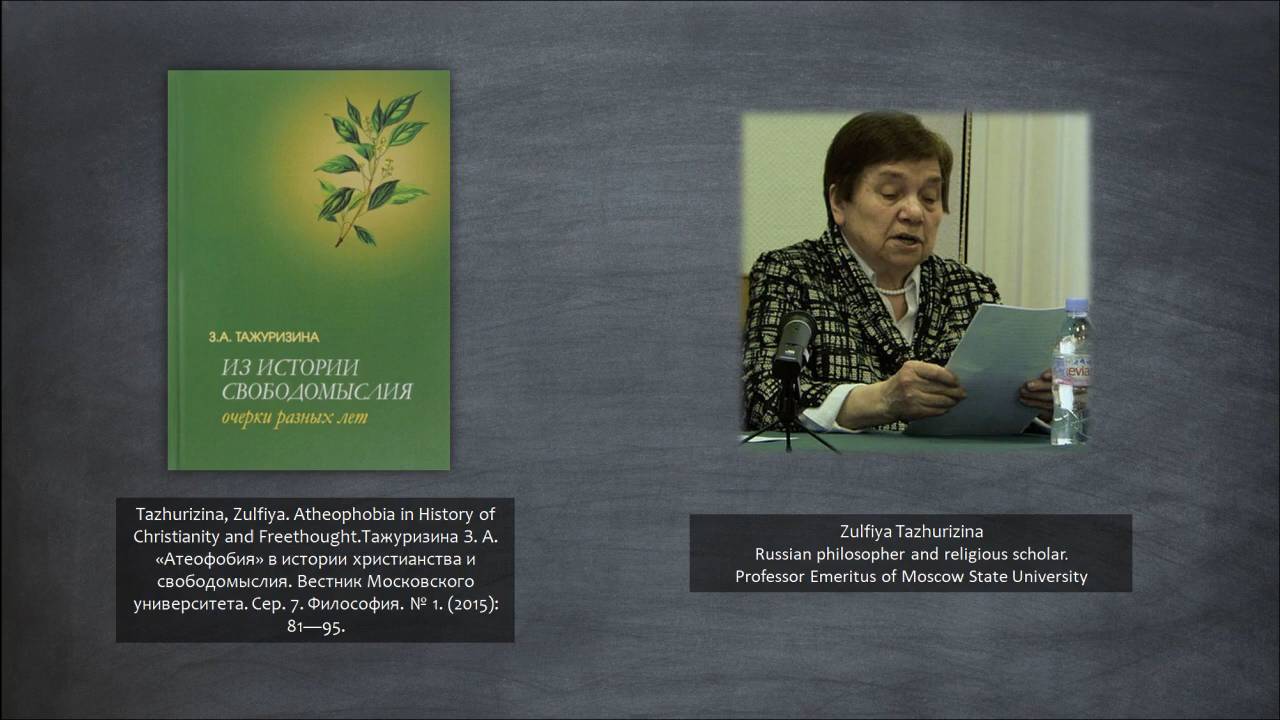 З.А. ТАЖУРИЗИНА
ИЗ ИСТОРИИ
СВОБОДОМЫСЛИЯ
очерки разных лет
Tazhurizina, Zulfiya. Atheophobia in History of
Christianity and Freethought.Тажуризина З. А.
«Атеофобия» в истории христианства и
свободомыслия. Вестник Московского
университета. Сер. 7. Философия. № 1. (2015):
81—95.
evian
Zulfiya Tazhurizina
Russian philosopher and religious scholar.
Professor Emeritus of Moscow State University